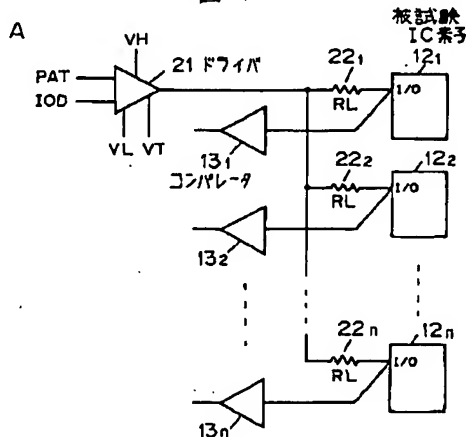 A
VH
PAT
IOD
21 ドライバ
VL
VT
被試験
IC素子
22₁
12₁
I/O
RL
13₁
コンパレータ
22₂
12₂
I/O
RL
13₂
22n
12n
I/O
RL
13n